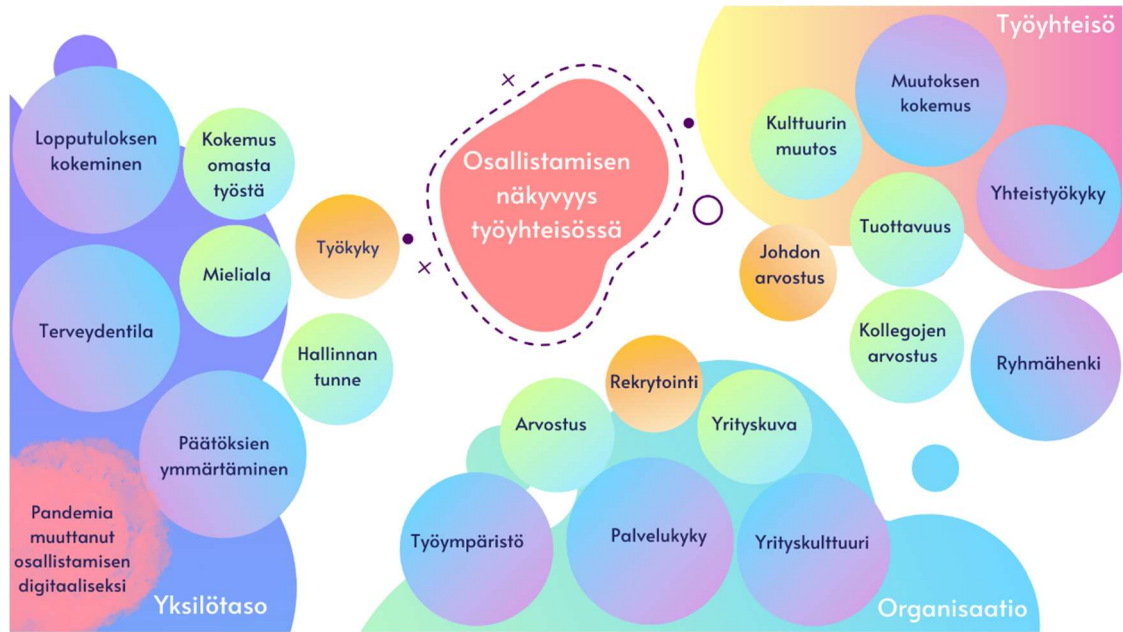 Osallistamisen
näkyvyys
työyhteisössä
Lopputuloksen
kokeminen
Kokemus
omasta
työstä
Työkyky
Mieliala
Terveydentila
Hallinnan
tunne
Päätöksien
ymmärtäminen
Pandemia
muuttanut
osallistamisen
digitaaliseksi
Yksilötaso
Työyhteisö
Muutoksen
kokemus
Kulttuurin
muutos
Yhteistyökyky
Tuottavuus
Johdon
arvostus
Kollegojen
arvostus
Ryhmähenki
Rekrytointi
Arvostus
Yrityskuva
Työympäristö
Palvelukyky
Yrityskulttuuri
Organisaatio